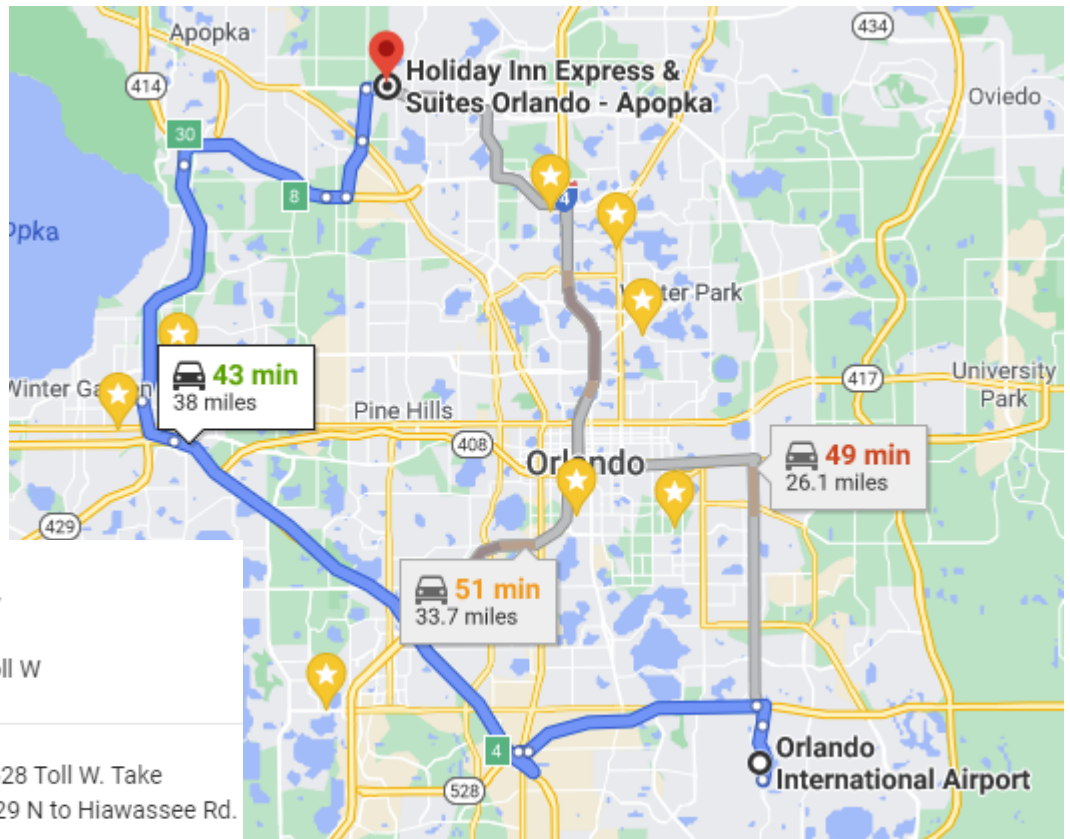 Apopka
434
414
Holiday Inn Express &
Suites Orlando - Apopka
Oviedo
30
8
4
43 min
38 miles
Pine Hills
408
417
University
Park
Orlando
49 min
26.1 miles
429
51 min
33.7 miles
oll W
4
528
Orlando
International Airport
28 Toll W. Take
29 N to Hiawassee Rd.
Winter Ga
ter Park
ppka